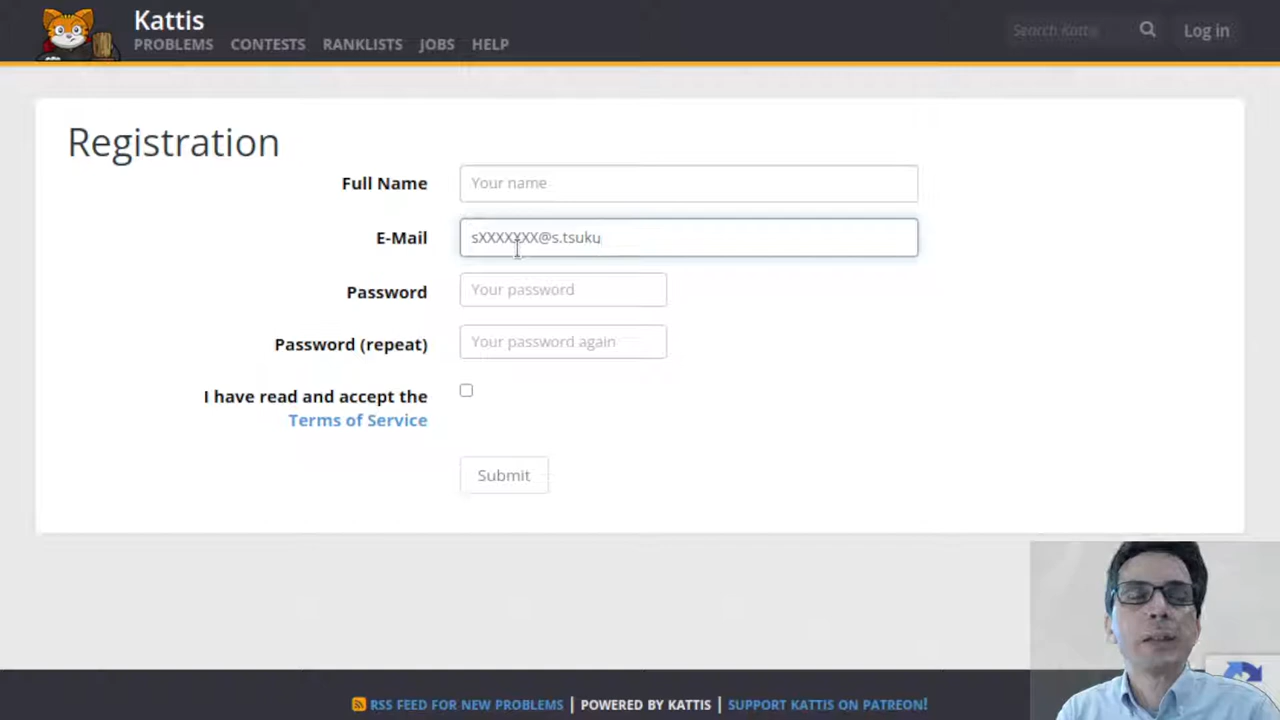 Kattis
PROBLEMS CONTESTS RANKLISTS JOBS HELP
Search Kattis
Log in
Registration
Full Name
Your name
E-Mail
sXXXXXXX@s.tsuku
Password
Your password
Password (repeat)
Your password again
I have read and accept the
Terms of Service
Submit
RSS FEED FOR NEW PROBLEMS | POWERED BY KATTIS | SUPPORT KATTIS ON PATREON!